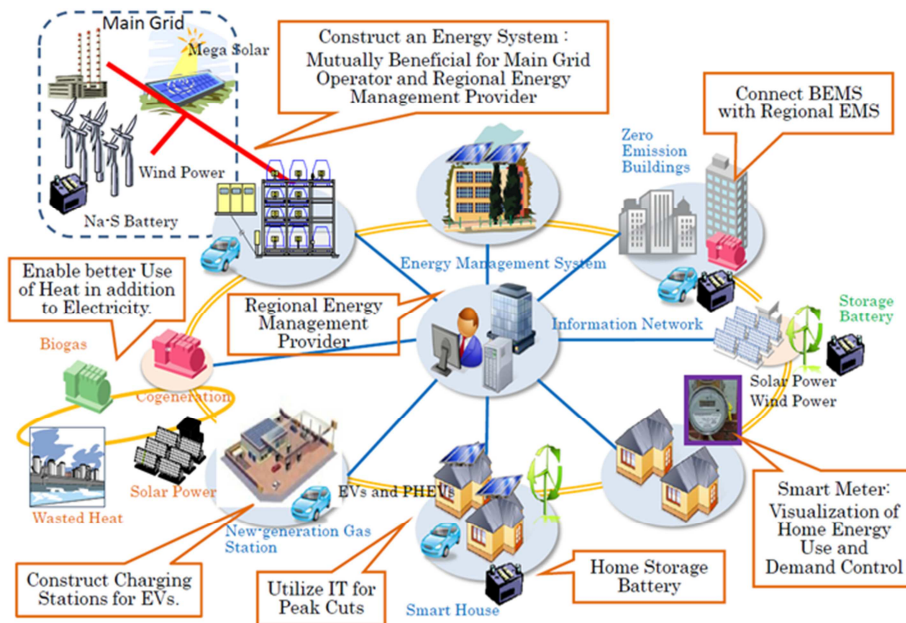 Main Grid
Mega Solar
Wind Power
Na·S Battery
Construct an Energy System :
Mutually Beneficial for Main Grid
Operator and Regional Energy
Management Provider
Connect BEMS
with Regional EMS
Zero
Emission
Buildings
Energy Management System
Enable better Use
of Heat in addition
to Electricity.
Regional Energy
Management
Provider
Information Network
Storage
Battery
Biogas
Cogeneration
Solar Power
Wind Power
Wasted Heat
Solar Power
New-generation Gas
Station
EVs and PHEVs
Smart Meter:
Visualization of
Home Energy
Use and
Demand Control
Construct Charging
Stations for EVs.
Utilize IT for
Peak Cuts
Smart House
Home Storage
Battery